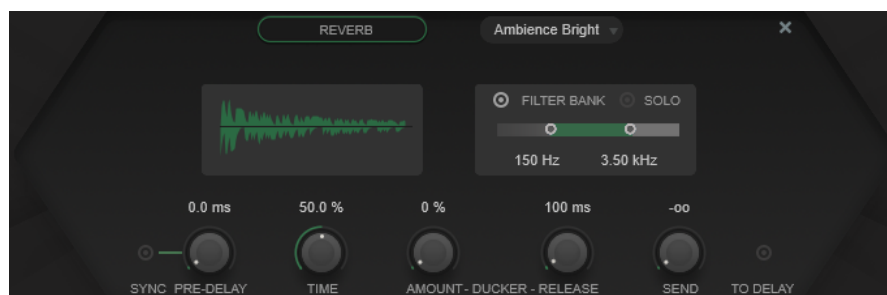 REVERB Ambience Bright ×
FILTER BANK SOLO
150 Hz 3.50 kHz
0.0 ms 50.0 % 0 % 100 ms -oo
SYNC PRE-DELAY TIME AMOUNT - DUCKER - RELEASE SEND TO DELAY